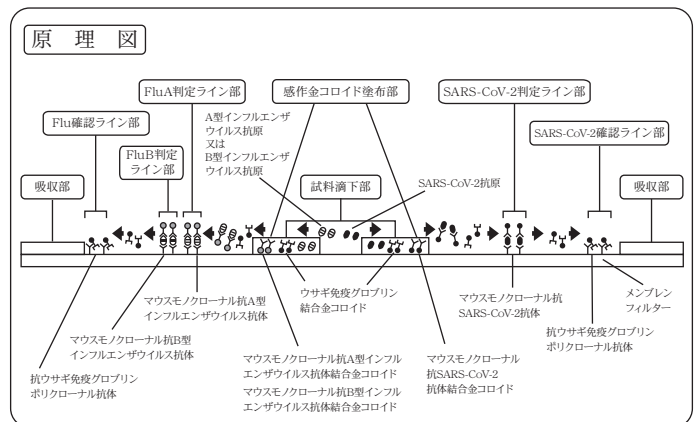 原理図
FluA判定ライン部
感作金コロイド塗布部
SARS-CoV-2判定ライン部
Flu確認ライン部
A型インフルエンザ
ウイルス抗原
又は
B型インフルエンザ
ウイルス抗原
SARS-CoV-2確認ライン部
FluB判定
ライン部
吸収部
試料滴下部
SARS-CoV-2抗原
吸収部
マウスモノクローナル抗A型
インフルエンザウイルス抗体
ウサギ免疫グロブリン
結合金コロイド
マウスモノクローナル抗
SARS-CoV-2抗体
メンブレン
フィルター
マウスモノクローナル抗B型
インフルエンザウイルス抗体
抗ウサギ免疫グロブリン
ポリクローナル抗体
マウスモノクローナル抗A型インフル
エンザウイルス抗体結合金コロイド
マウスモノクローナル抗B型インフル
エンザウイルス抗体結合金コロイド
マウスモノクローナル
抗SARS-CoV-2
抗体結合金コロイド
抗ウサギ免疫グロブリン
ポリクローナル抗体